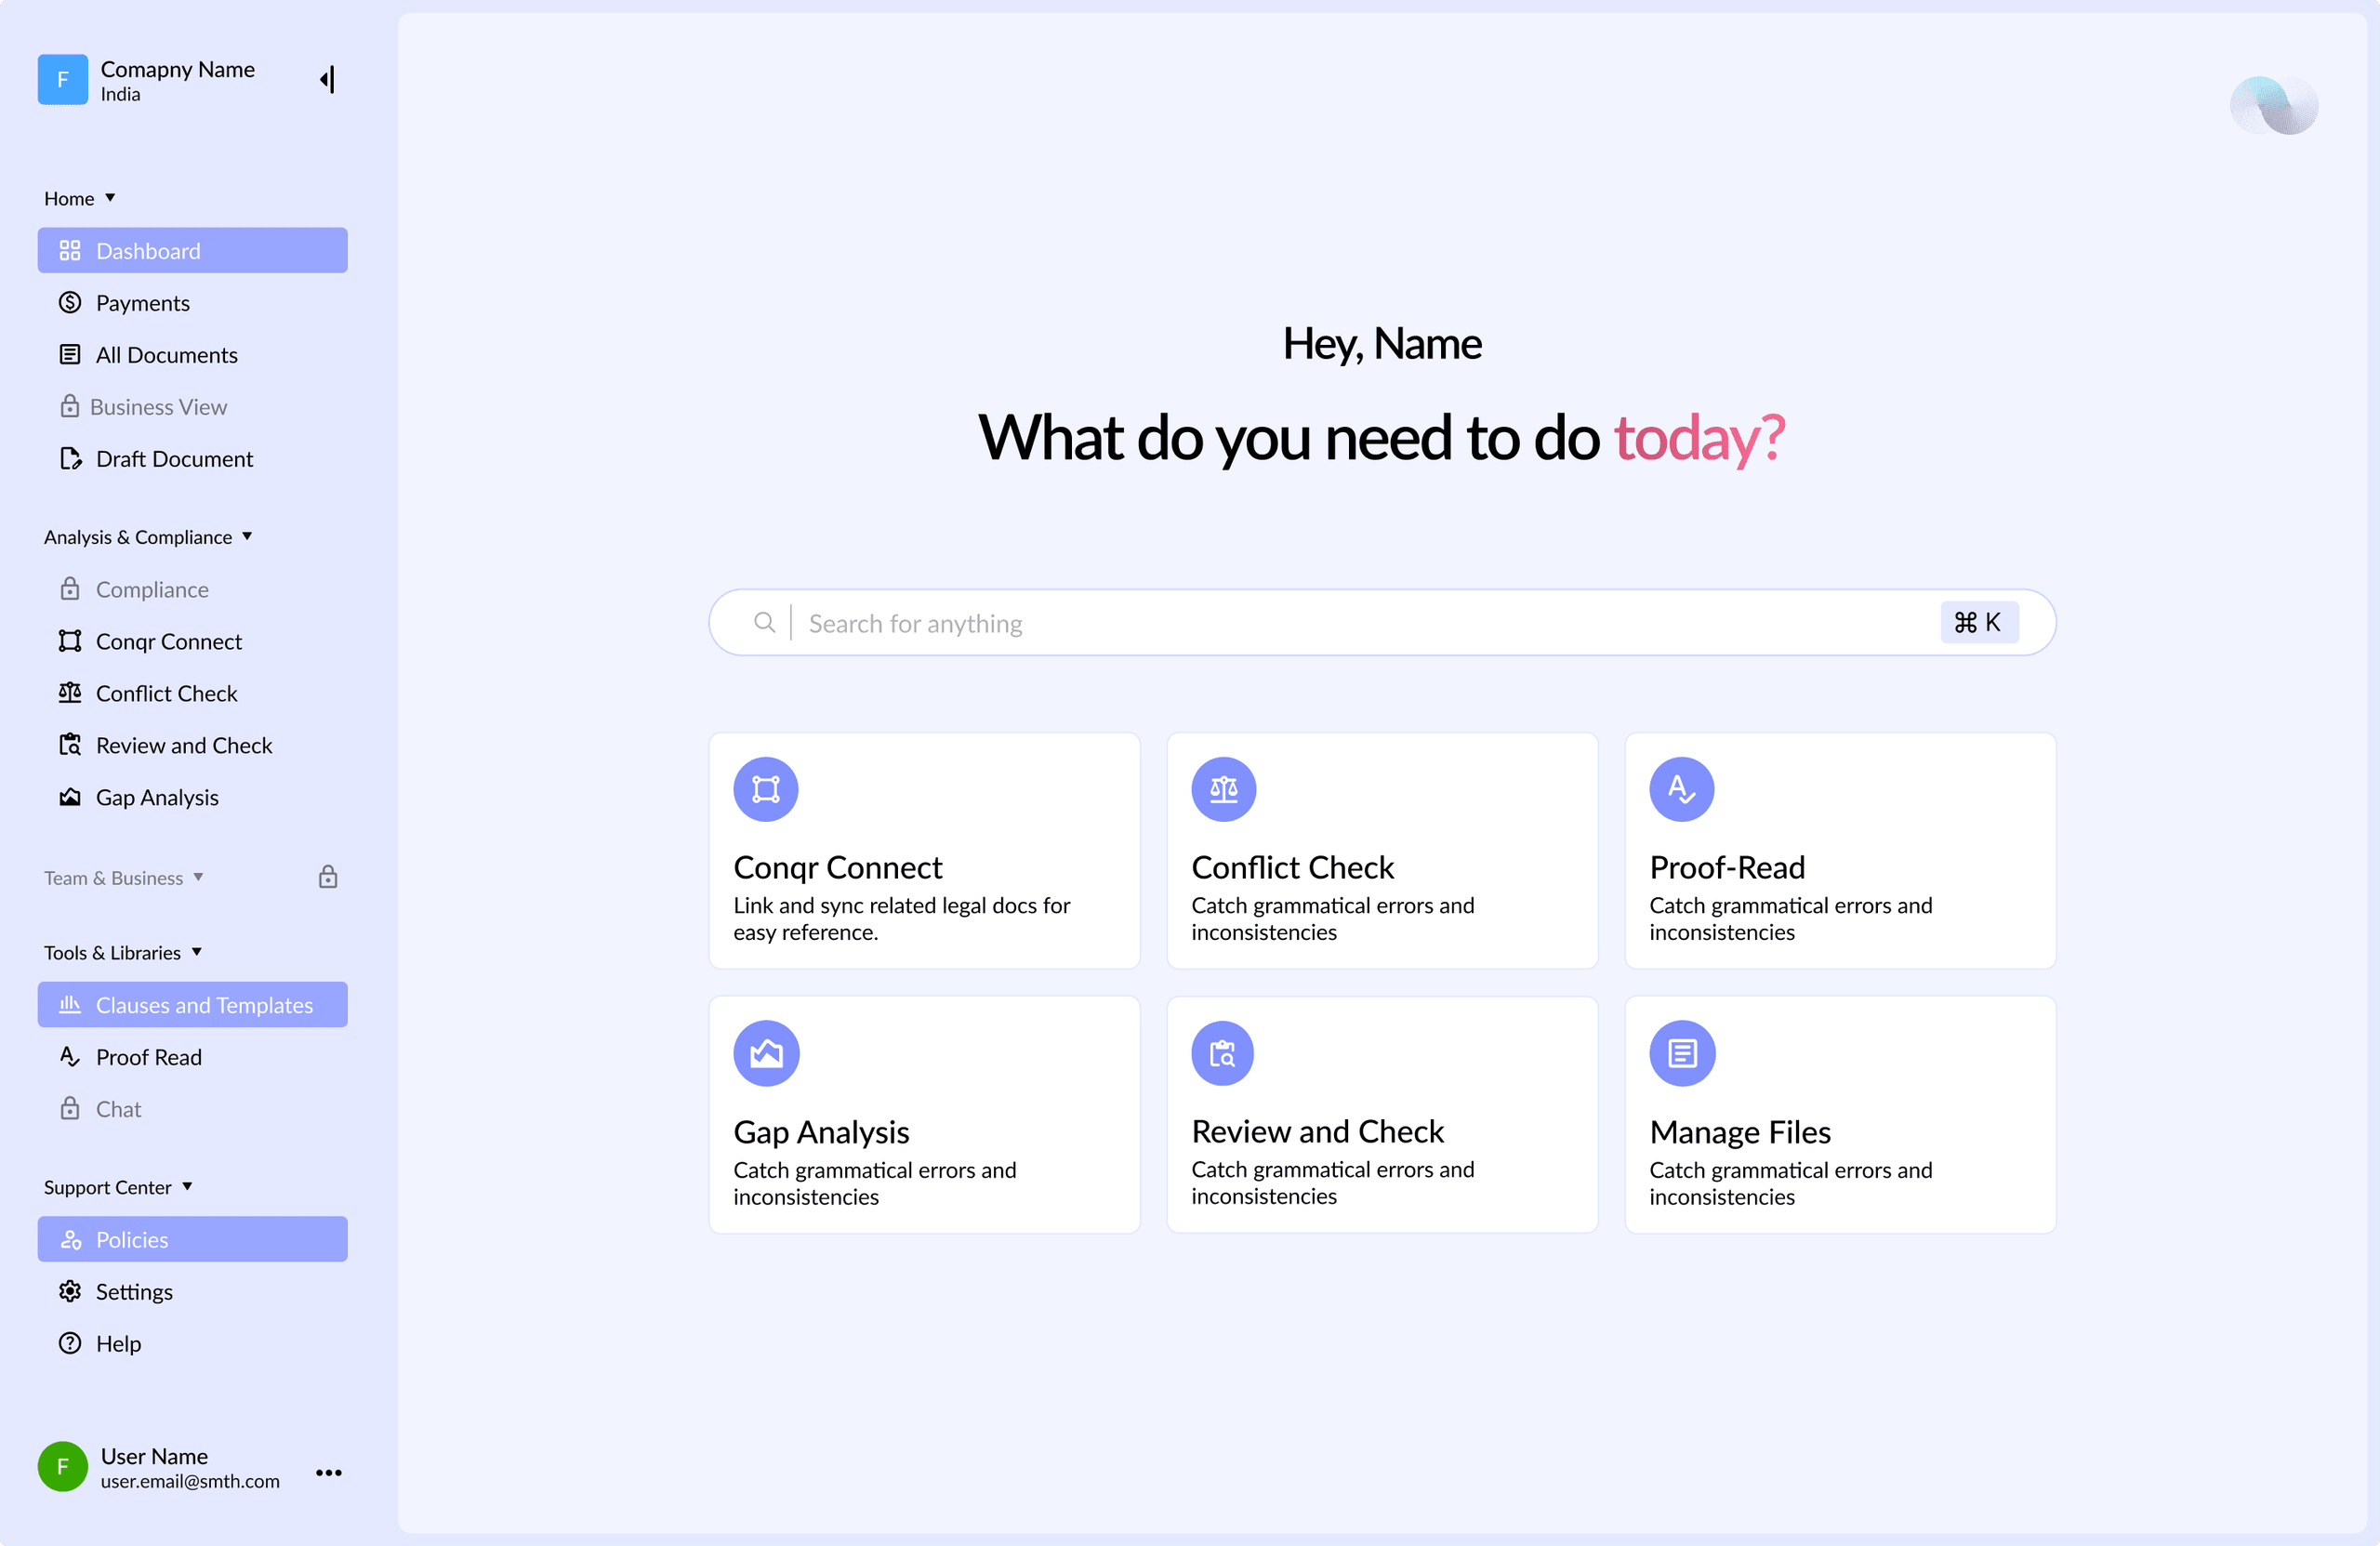 F
Comapny Name
India
Home
Dashboard
Payments
All Documents
Business View
Draft Document
Analysis & Compliance
Compliance
Conqr Connect
Conflict Check
Review and Check
Gap Analysis
Team & Business
Tools & Libraries
Clauses and Templates
Proof Read
Chat
Support Center
Policies
Settings
Help
F
User Name
user.email@smth.com
Hey, Name
What do you need to do today?
Search for anything
⌘ K
Conqr Connect
Link and sync related legal docs for
easy reference.
Conflict Check
Catch grammatical errors and
inconsistencies
Proof-Read
Catch grammatical errors and
inconsistencies
Gap Analysis
Catch grammatical errors and
inconsistencies
Review and Check
Catch grammatical errors and
inconsistencies
Manage Files
Catch grammatical errors and
inconsistencies